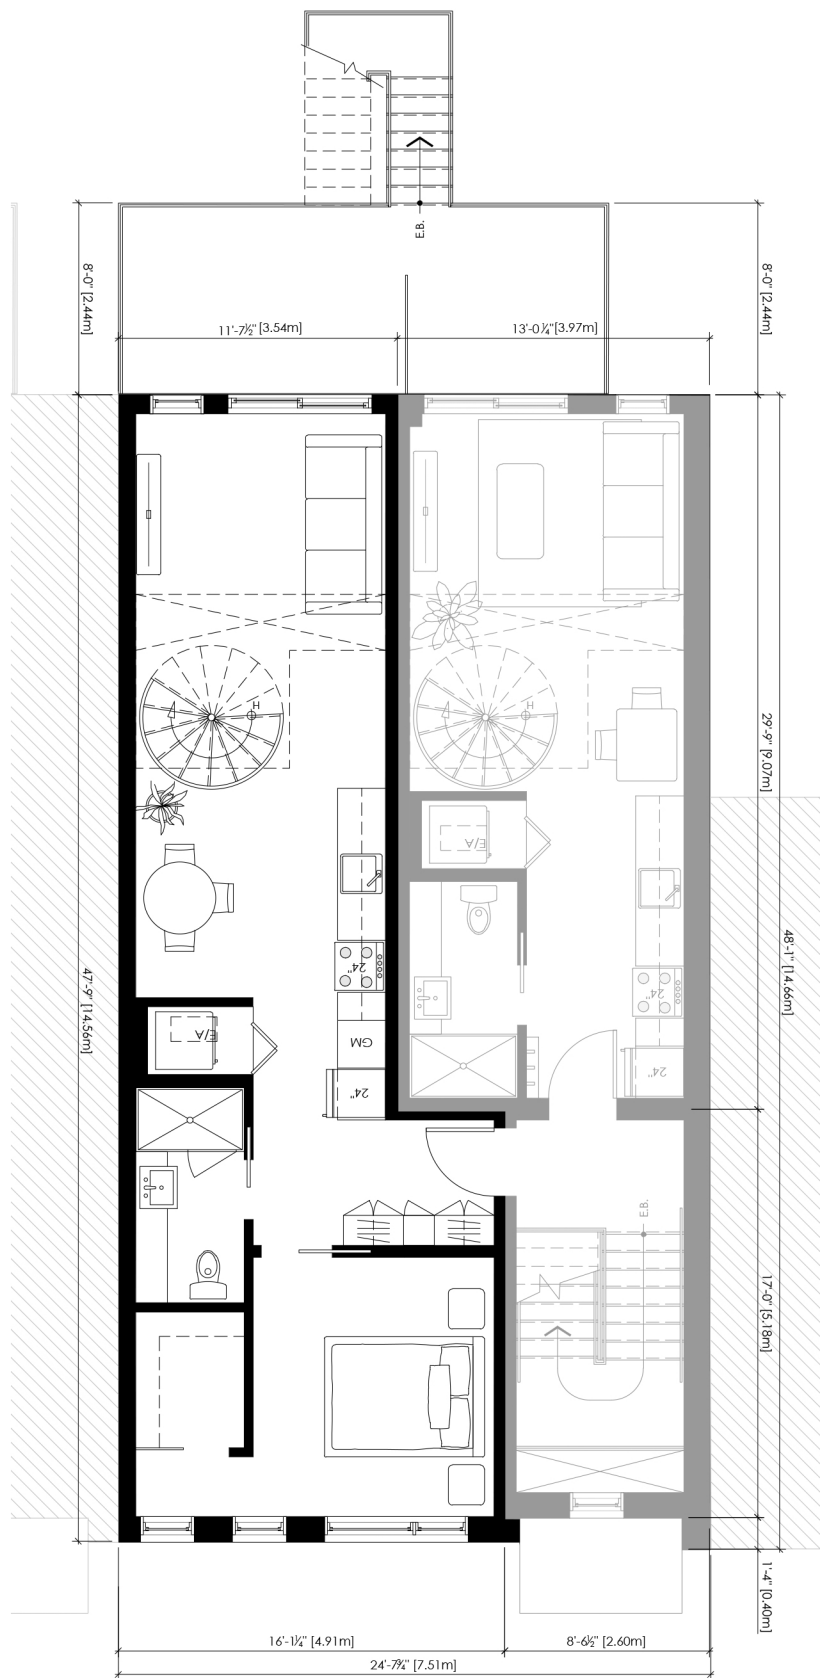 E.B.
8'-0" [2.44m]
8'-0" [2.44m]
11'-7½" [3.54m]
13'-0¼" [3.97m]
H
H
29'-9" [9.07m]
E/A
24"
24"
48'-1" [14.66m]
47'-9" [14.56m]
E/A
GM
24"
24"
E.B.
17'-0" [5.18m]
1'-4" [0.40m]
16'-1¼" [4.91m]
8'-6½" [2.60m]
24'-7¾" [7.51m]